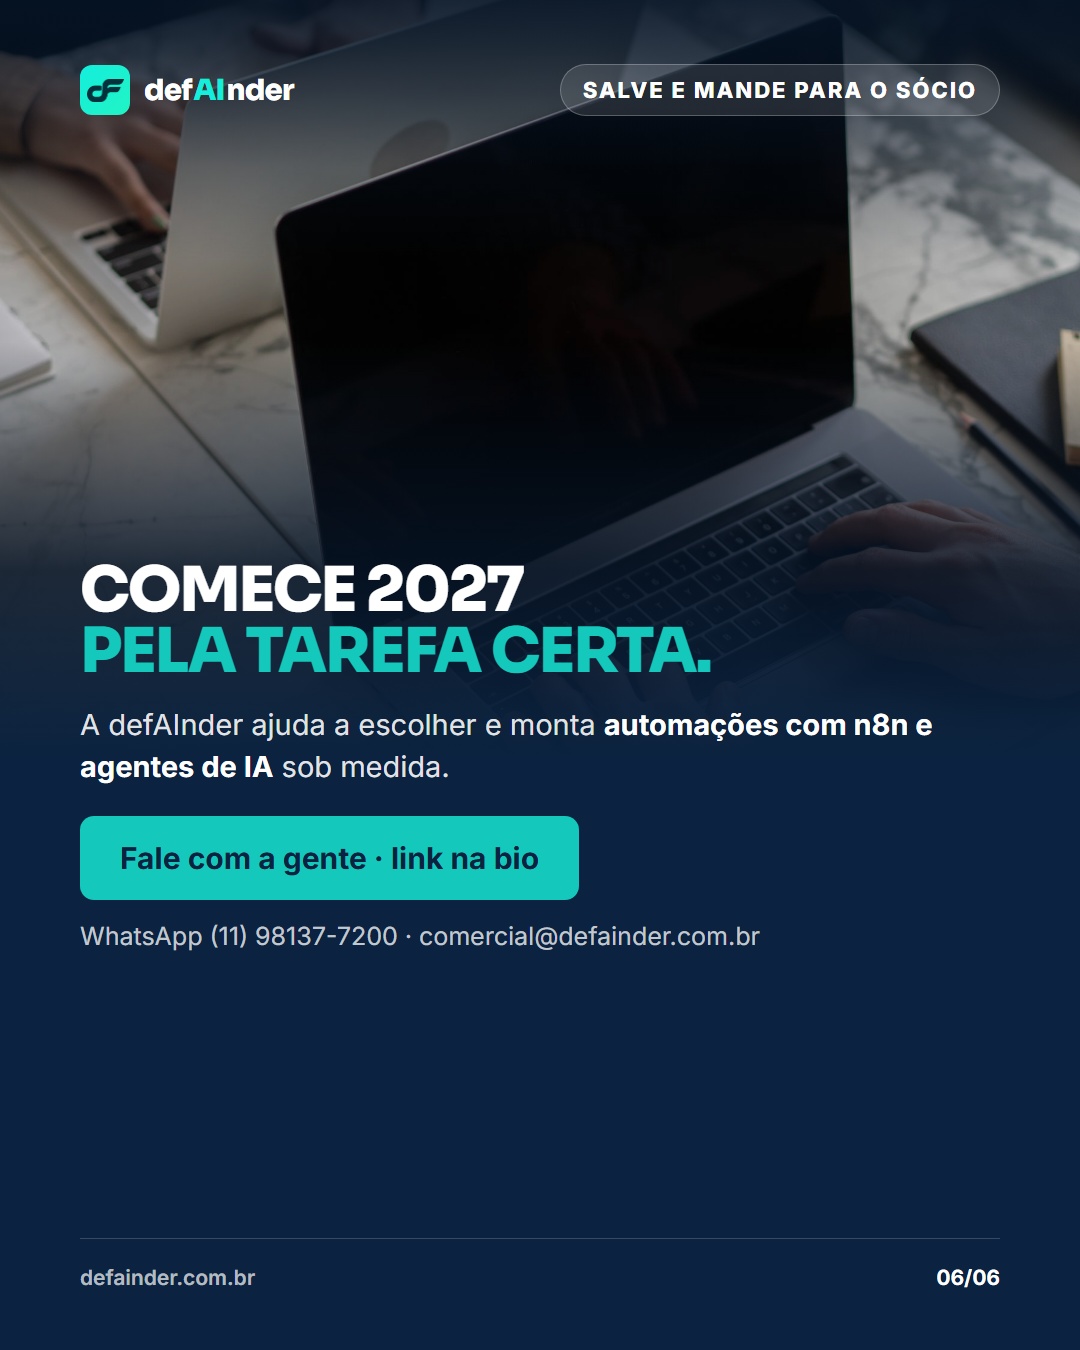 defAInder
SALVE E MANDE PARA O SÓCIO
COMECE 2027
PELA TAREFA CERTA.
A defAInder ajuda a escolher e monta automações com n8n e
agentes de IA sob medida.
Fale com a gente · link na bio
WhatsApp (11) 98137-7200 · comercial@defainder.com.br
defainder.com.br
06/06